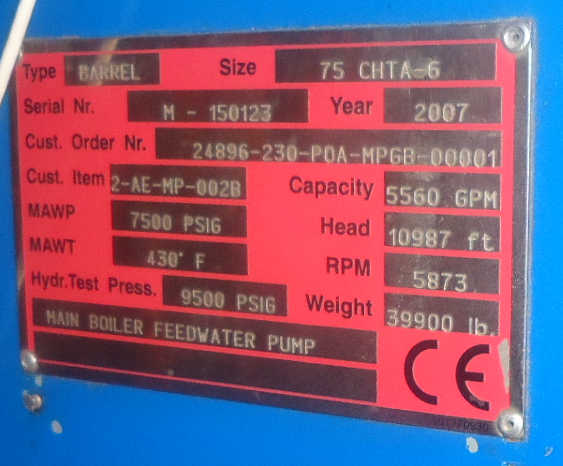 Type BARREL Size 75 CHTA-6
Serial Nr. M - 150123 Year 2007
Cust. Order Nr. 24896-230-POA-MPGB-00001
Cust. Item 2-AE-MP-002B Capacity 5560 GPM
MAWP 7500 PSIG Head 10987 ft
MAWT 430° F RPM 5873
Hydr.Test Press. 9500 PSIG Weight 39900 lb.
MAIN BOILER FEEDWATER PUMP
CE